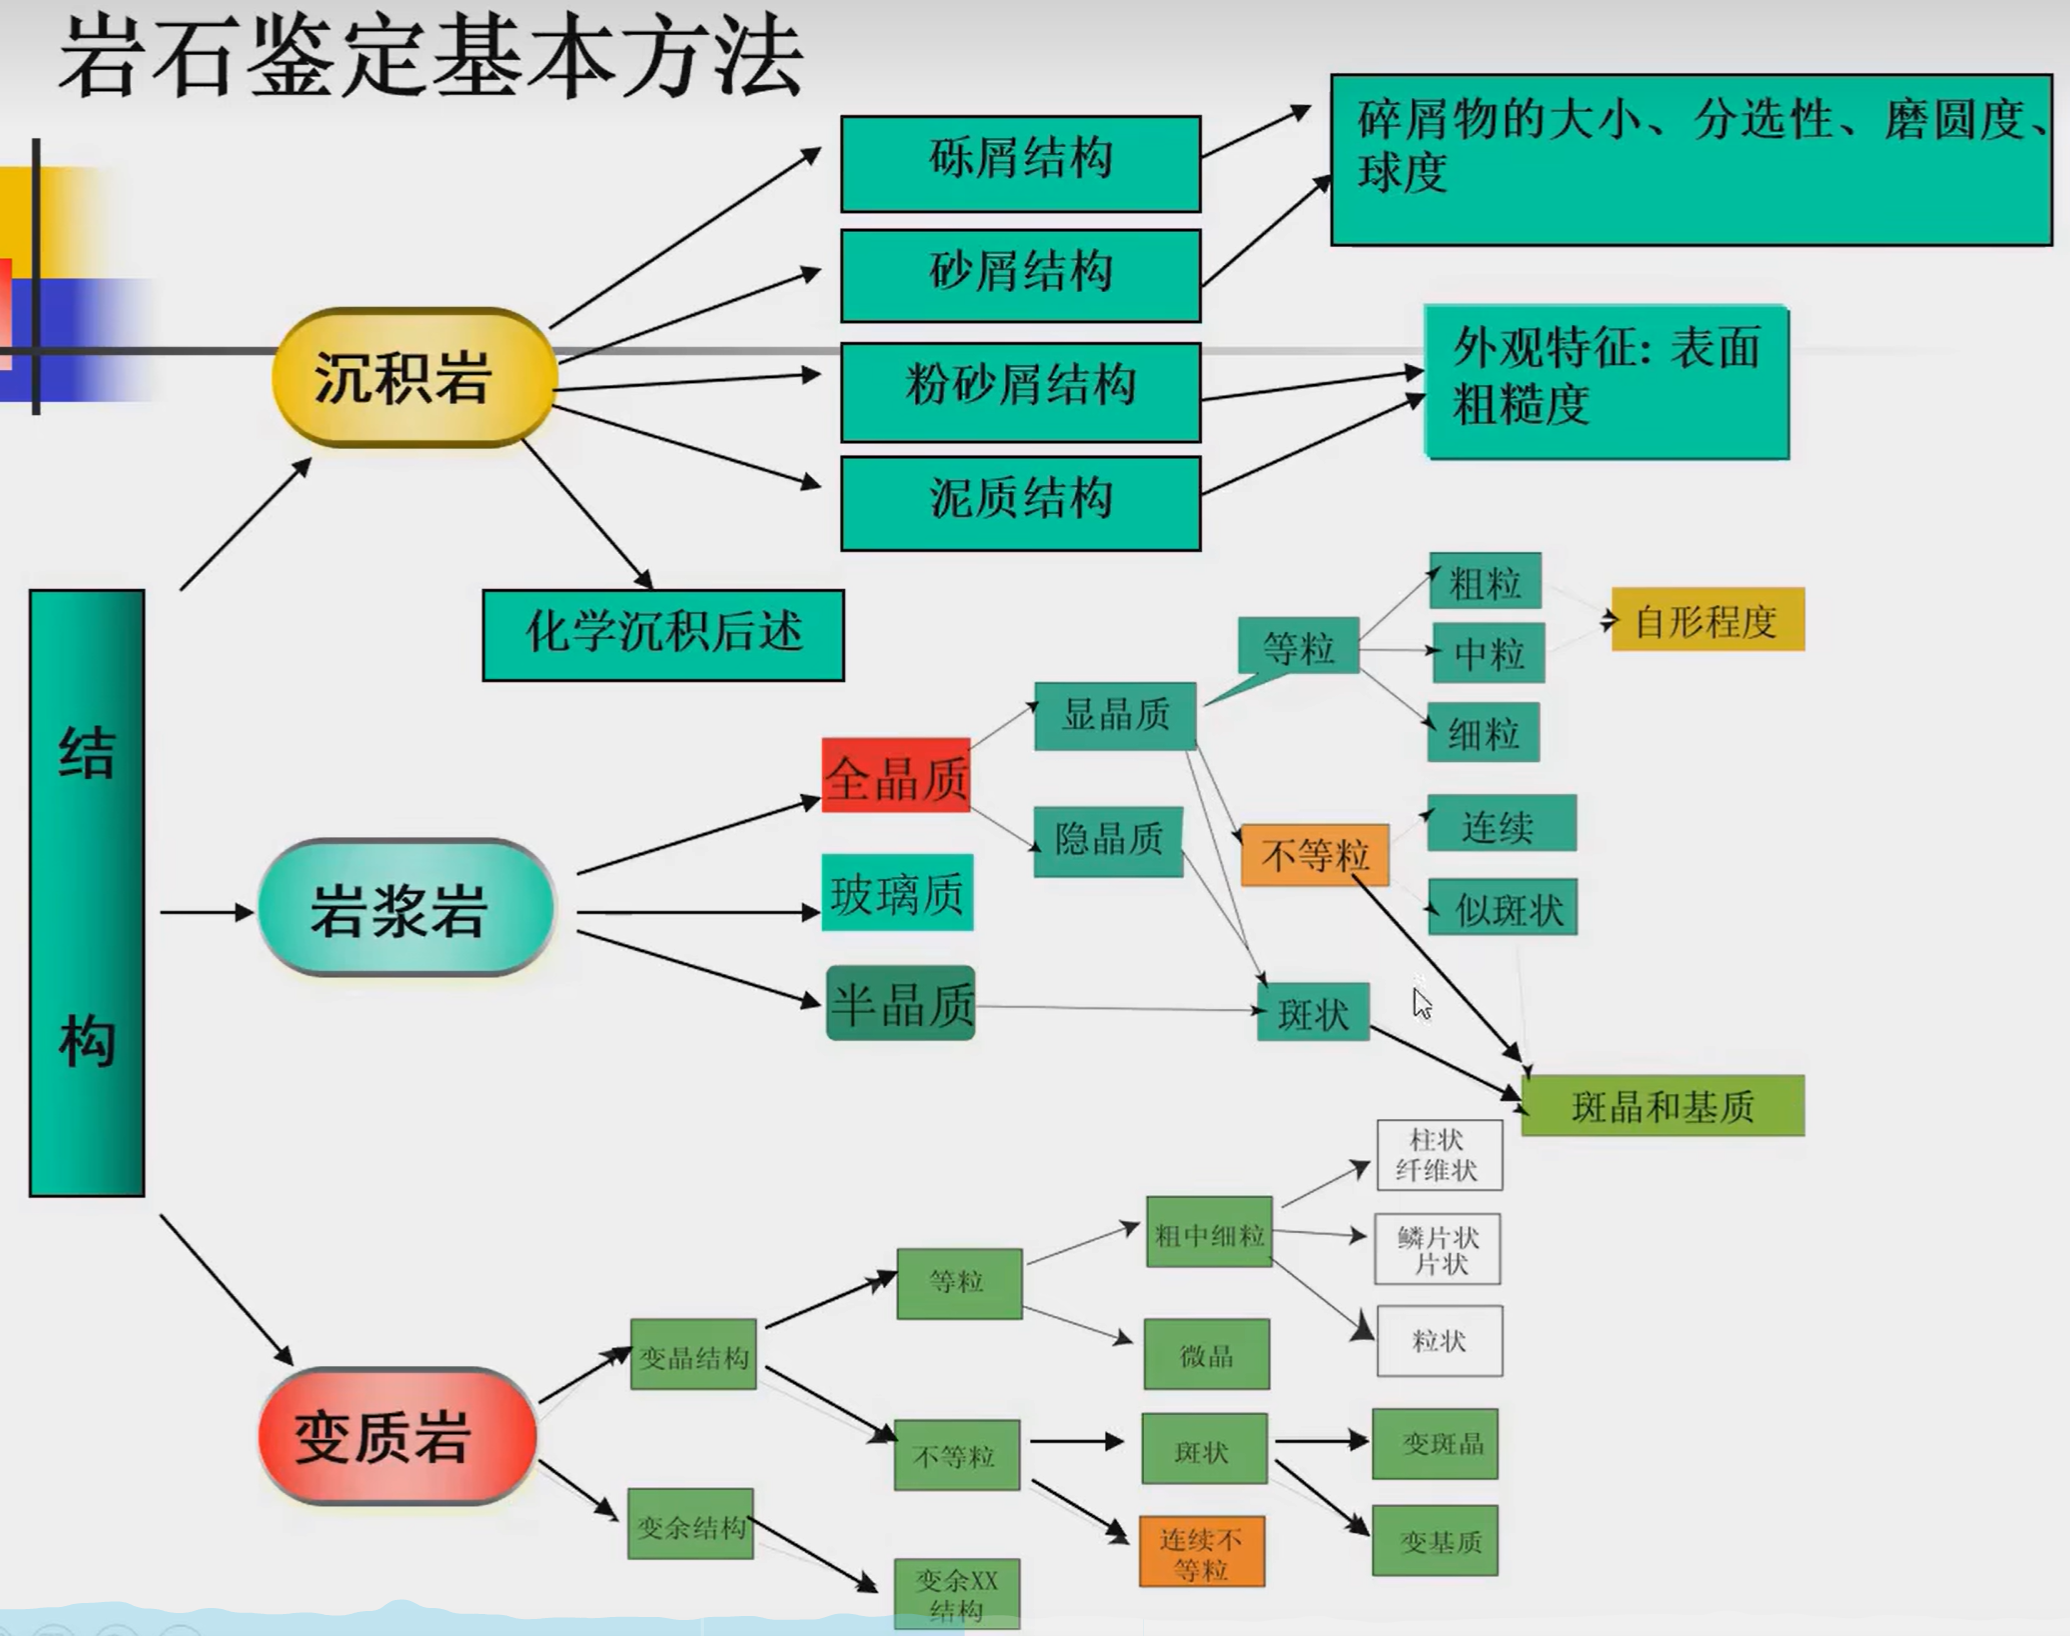 岩石鉴定基本方法
碎屑物的大小、分选性、磨圆度、
球度
砾屑结构
砂屑结构
外观特征: 表面
粗糙度
沉积岩
粉砂屑结构
泥质结构
化学沉积后述
结
构
粗粒
自形程度
等粒
中粒
显晶质
细粒
全晶质
隐晶质
连续
不等粒
玻璃质
似斑状
岩浆岩
半晶质
斑状
斑晶和基质
柱状
纤维状
粗中细粒
鳞片状
片状
等粒
粒状
变晶结构
微晶
变质岩
不等粒
斑状
变斑晶
变余结构
连续不
等粒
变基质
变余XX
结构